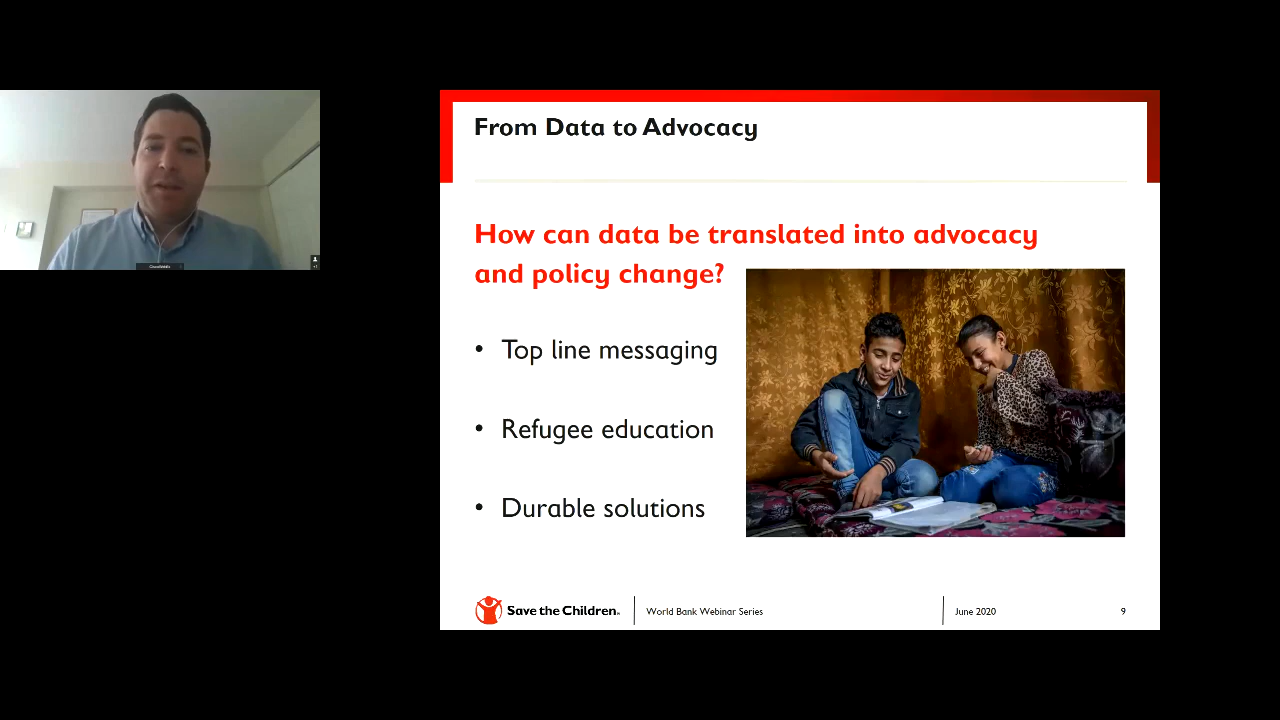 From Data to Advocacy
How can data be translated into advocacy
and policy change?
• Top line messaging
• Refugee education
• Durable solutions
Save the Children
World Bank Webinar Series
June 2020
9